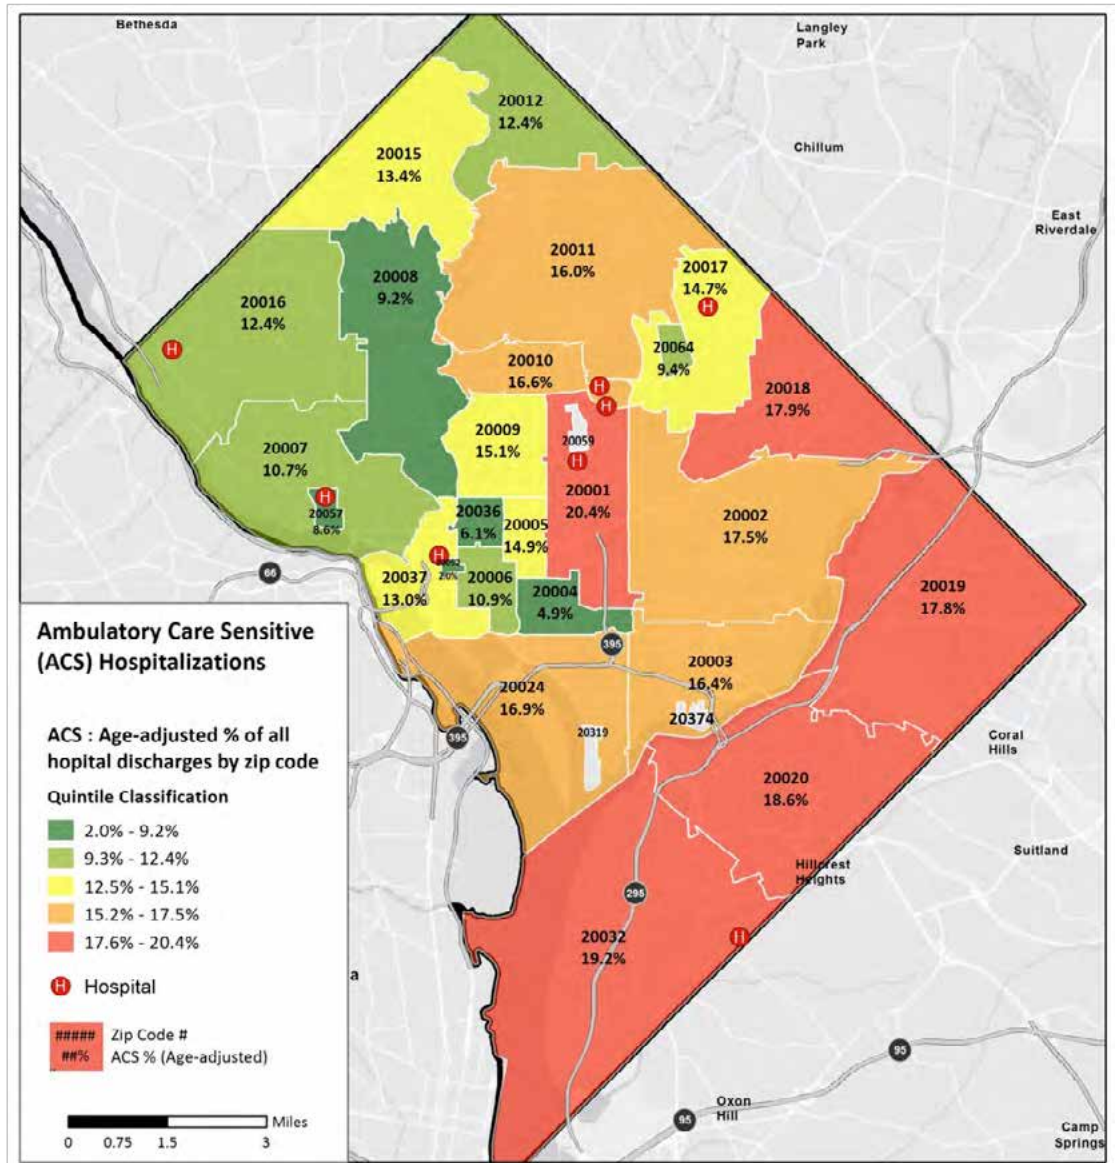 Bethesda
Langley
Park
20012
12.4%
Chillum
20015
13.4%
East
Riverdale
20011
16.0%
20017
14.7%
H
20008
9.2%
20016
12.4%
H
20064
9.4%
20010
16.6%
H
H
20018
17.9%
20009
15.1%
20059
H
20007
10.7%
H
20057
8.6%
20001
20.4%
20036
6.1%
20005
14.9%
20002
17.5%
H
2.0%
20037
13.0%
20006
10.9%
20004
4.9%
20019
17.8%
66
395
20003
16.4%
20374
20024
16.9%
20319
395
Coral
Hills
20020
18.6%
Suitland
Hillcrest
Heights
295
20032
19.2%
H
a
95
Oxon
Hill
95
Camp
Springs
Ambulatory Care Sensitive
(ACS) Hospitalizations
ACS : Age-adjusted % of all
hopital discharges by zip code
Quintile Classification
2.0% - 9.2%
9.3% - 12.4%
12.5% - 15.1%
15.2% - 17.5%
17.6% - 20.4%
H Hospital
##### Zip Code #
##% ACS % (Age-adjusted)
Miles
0 0.75 1.5 3